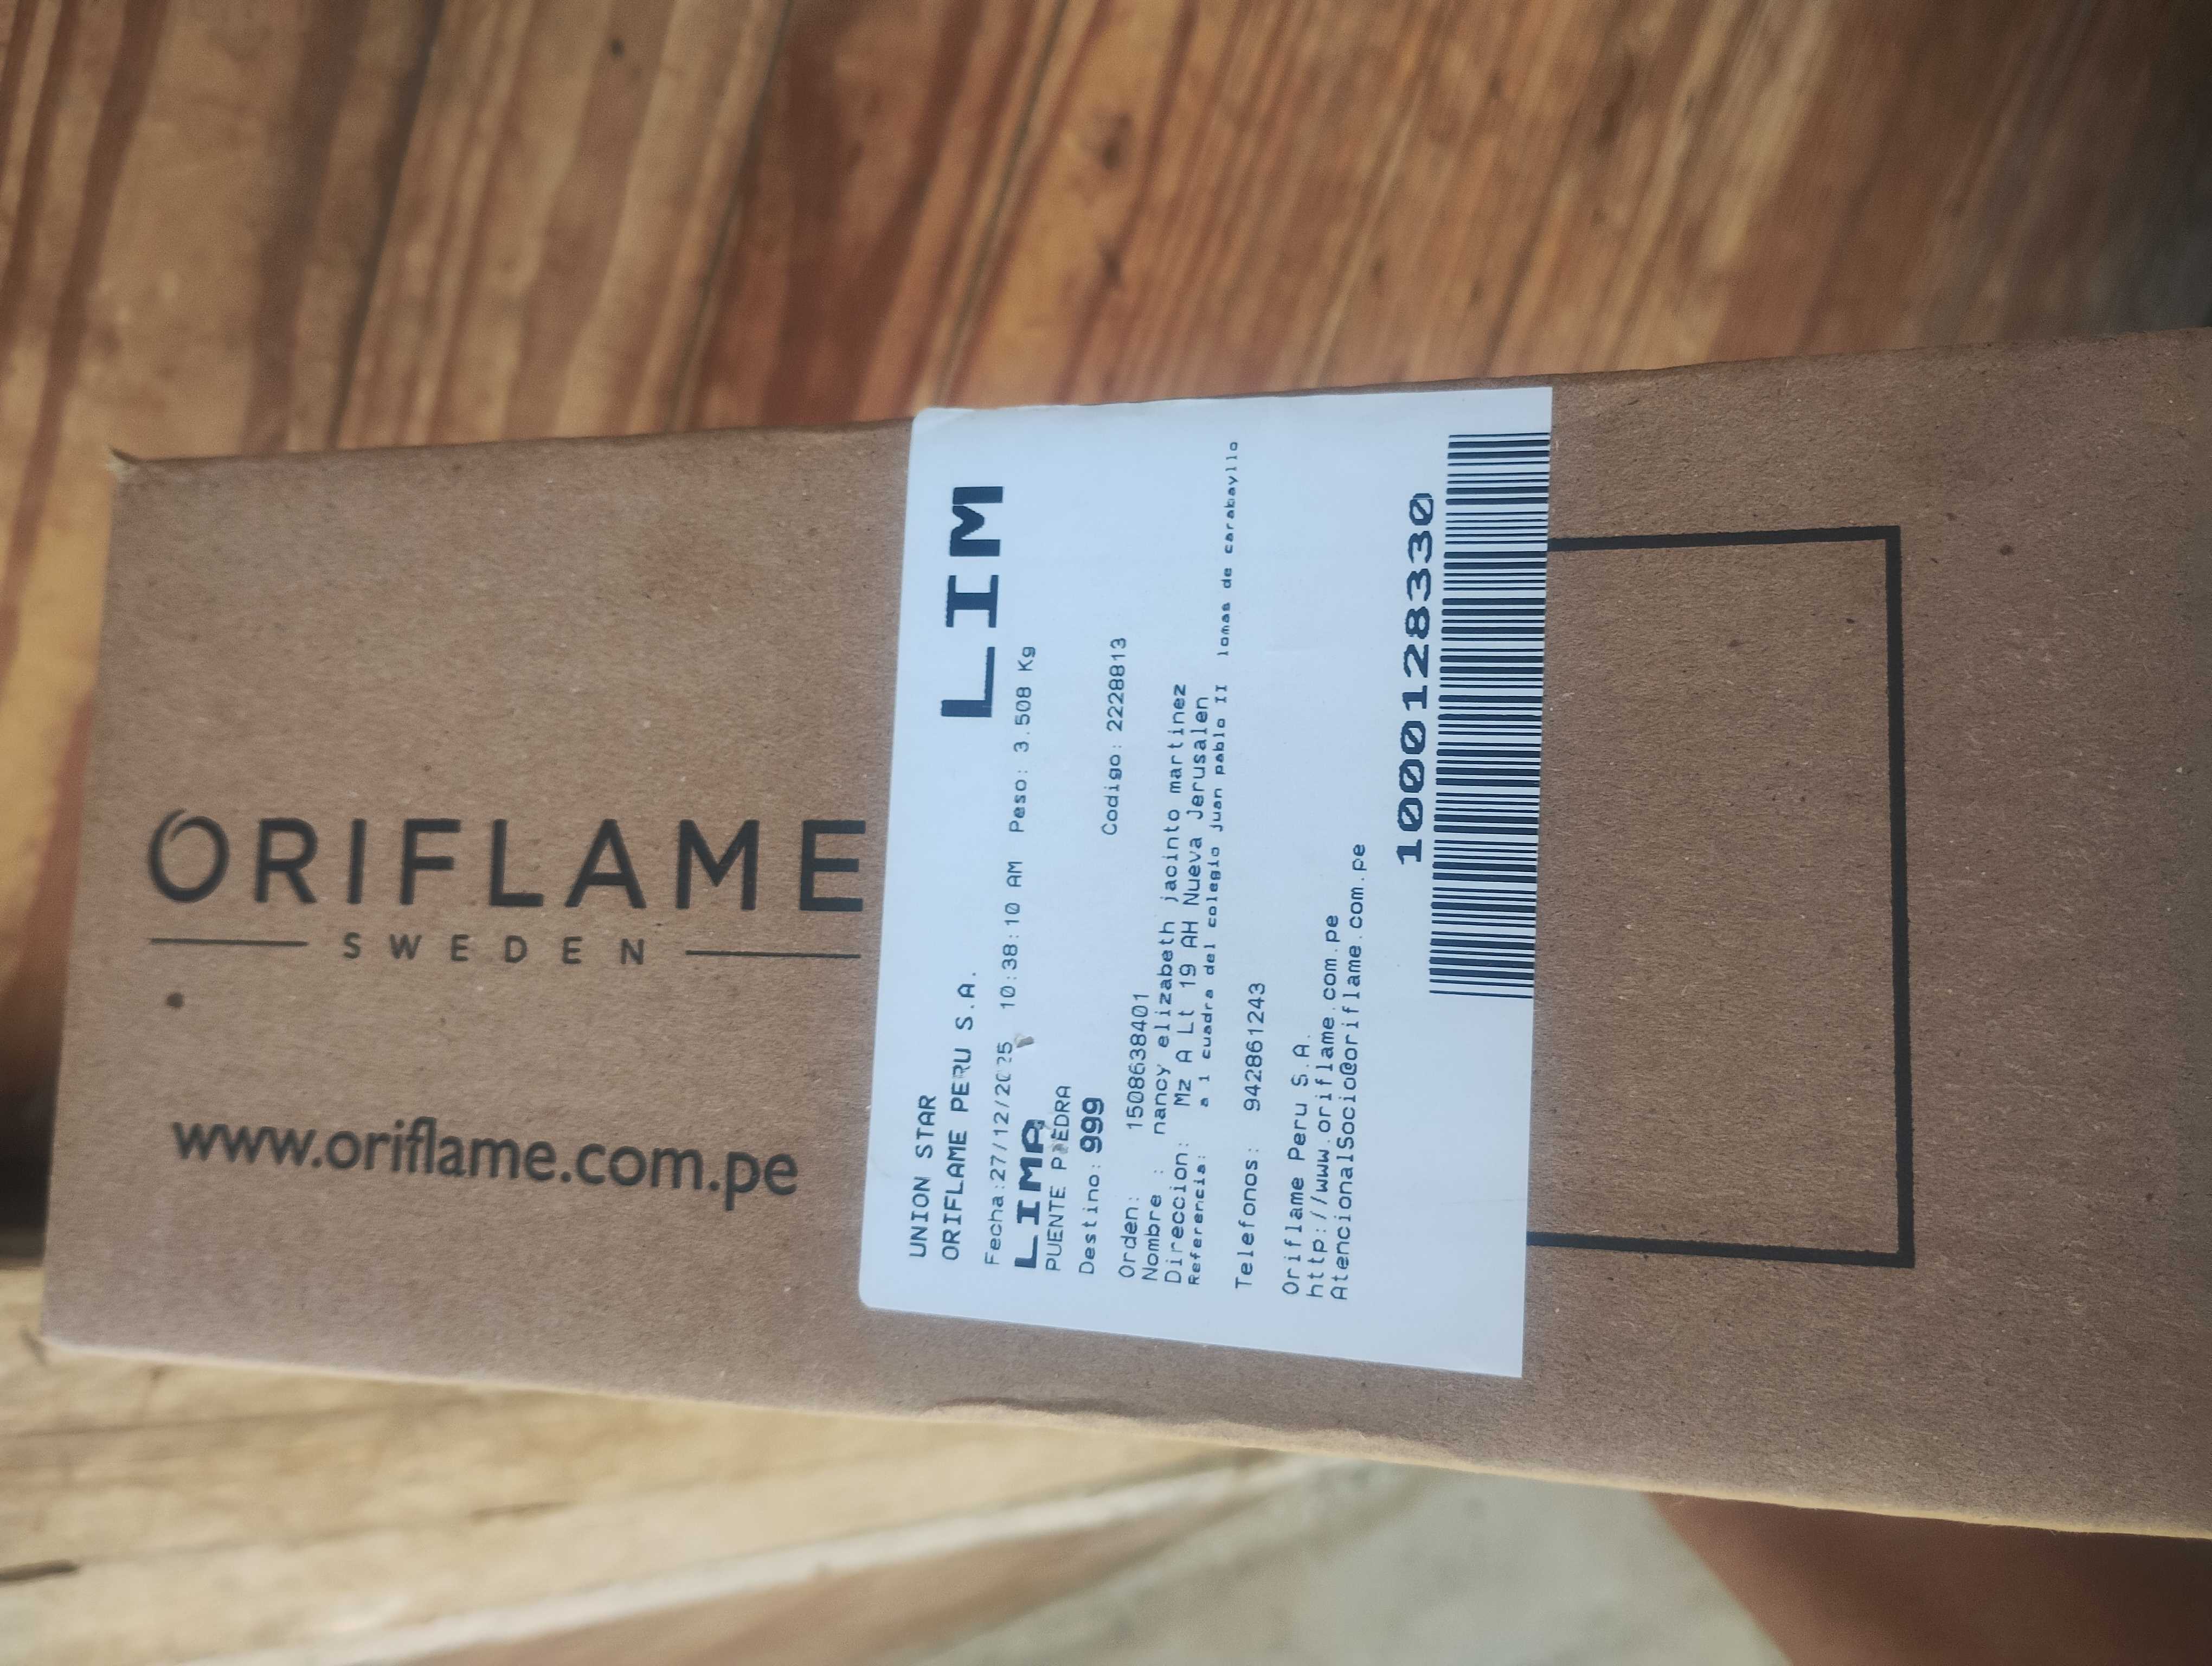 ORIFLAME
SWEDEN
www.oriflame.com.pe
UNION STAR
ORIFLAME PERU S.A.
LIM
Fecha:27/12/2025 10:38:10 AM Peso: 3.508 Kg
LIMA
PUENTE PIEDRA
Destino: 999
Codigo: 2228813
Orden: 1508638401
Nombre : nancy elizabeth jacinto martinez
Direccion: Mz A Lt 19 AH Nueva Jerusalen
Referencia: a 1 cuadra del colegio juan pablo II lomas de carabayllo
Telefonos: 942861243
Oriflame Peru S.A.
http://www.oriflame.com.pe
AtencionalSocio@oriflame.com.pe
1000128330